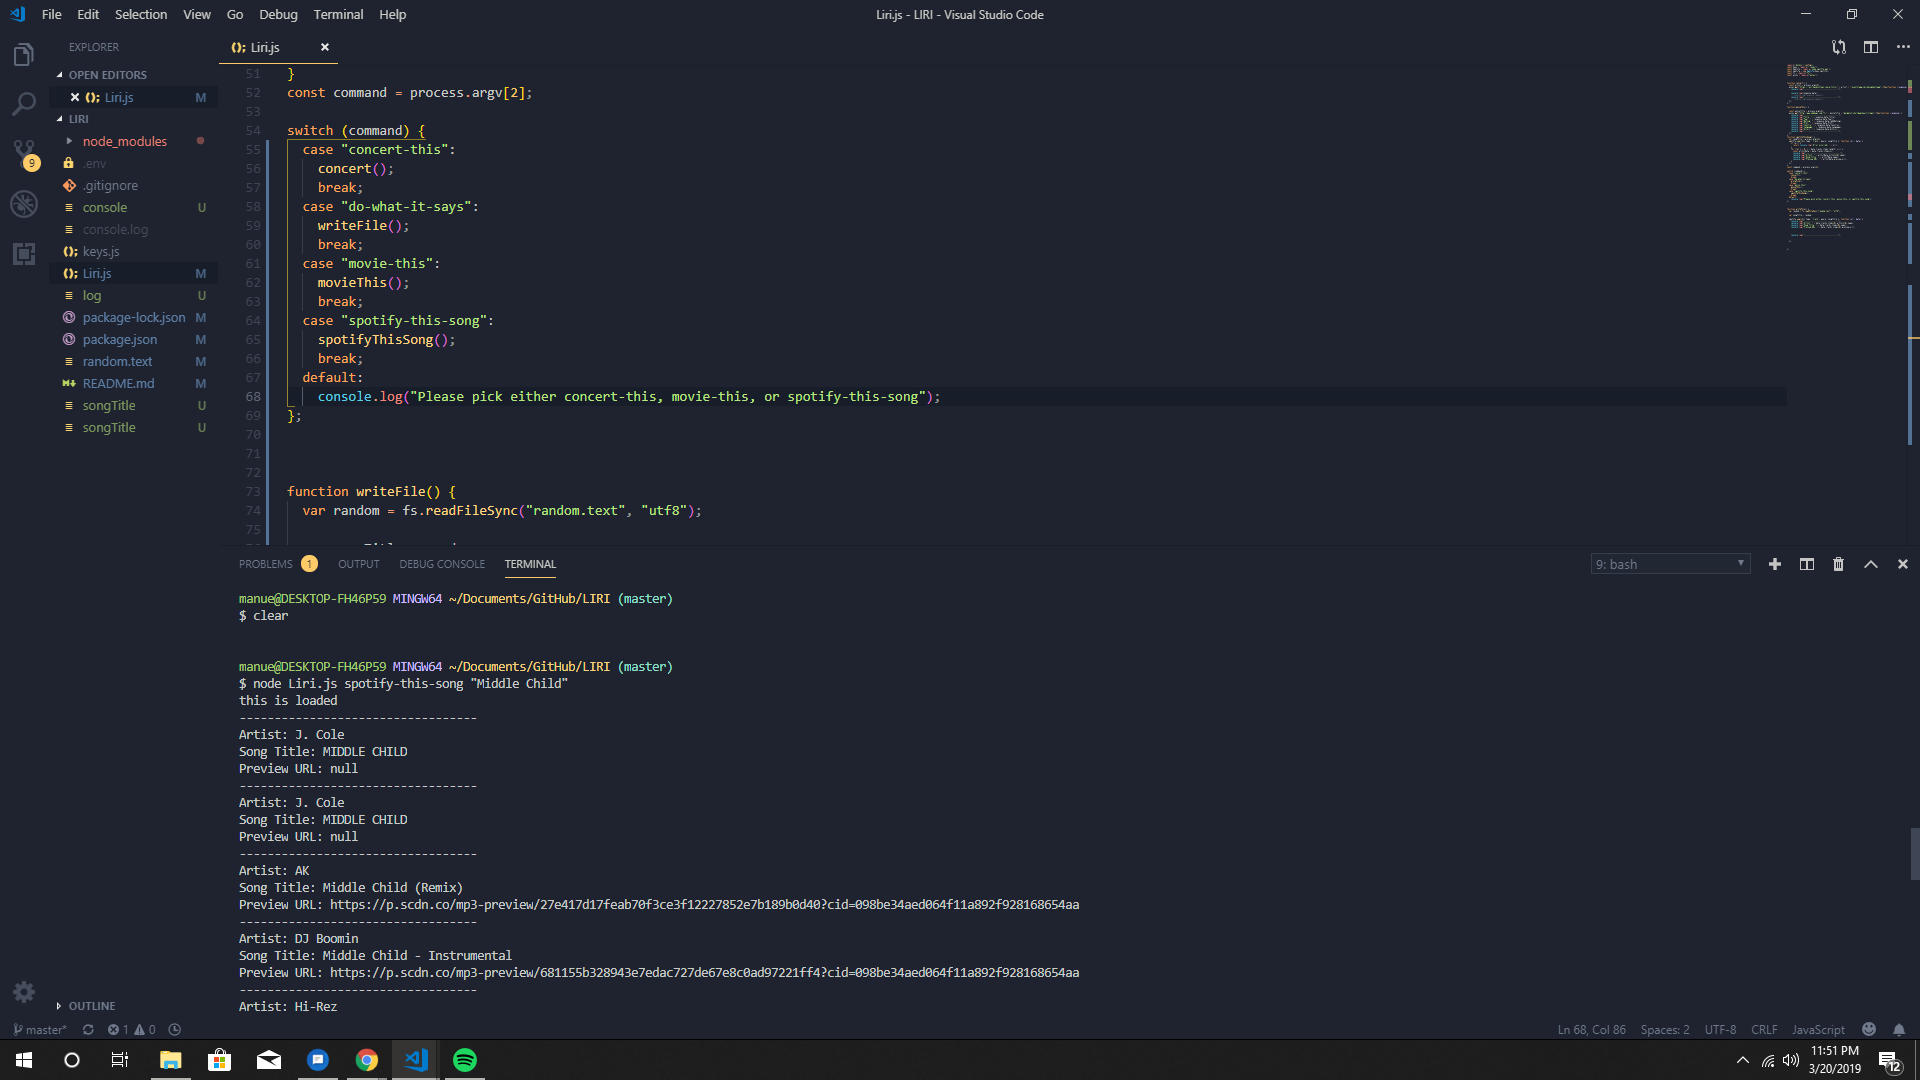 File Edit Selection View Go Debug Terminal Help
Liri.js - LIRI - Visual Studio Code
EXPLORER
OPEN EDITORS
Liri.js M
LIRI
node_modules
.env
.gitignore
console U
console.log
keys.js
Liri.js M
log U
package-lock.json M
package.json M
random.text M
README.md M
songTitle U
songTitle U
OUTLINE
9
Liri.js
51 }
52 const command = process.argv[2];
53
54 switch (command) {
55 case "concert-this":
56 concert();
57 break;
58 case "do-what-it-says":
59 writeFile();
60 break;
61 case "movie-this":
62 movieThis();
63 break;
64 case "spotify-this-song":
65 spotifyThisSong();
66 break;
67 default:
68 console.log("Please pick either concert-this, movie-this, or spotify-this-song");
69 };
70
71
72
73 function writeFile() {
74 var random = fs.readFileSync("random.text", "utf8");
75
PROBLEMS 1 OUTPUT DEBUG CONSOLE TERMINAL
9: bash
manue@DESKTOP-FH46P59 MINGW64 ~/Documents/GitHub/LIRI (master)
$ clear
manue@DESKTOP-FH46P59 MINGW64 ~/Documents/GitHub/LIRI (master)
$ node Liri.js spotify-this-song "Middle Child"
this is loaded
----------------------------------
Artist: J. Cole
Song Title: MIDDLE CHILD
Preview URL: null
----------------------------------
Artist: J. Cole
Song Title: MIDDLE CHILD
Preview URL: null
----------------------------------
Artist: AK
Song Title: Middle Child (Remix)
Preview URL: https://p.scdn.co/mp3-preview/27e417d17feab70f3ce3f12227852e7b189b0d40?cid=098be34aed064f11a892f928168654aa
----------------------------------
Artist: DJ Boomin
Song Title: Middle Child - Instrumental
Preview URL: https://p.scdn.co/mp3-preview/681155b328943e7edac727de67e8c0ad97221ff4?cid=098be34aed064f11a892f928168654aa
----------------------------------
Artist: Hi-Rez
master* 1 0
Ln 68, Col 86 Spaces: 2 UTF-8 CRLF JavaScript
11:51 PM
3/20/2019
12